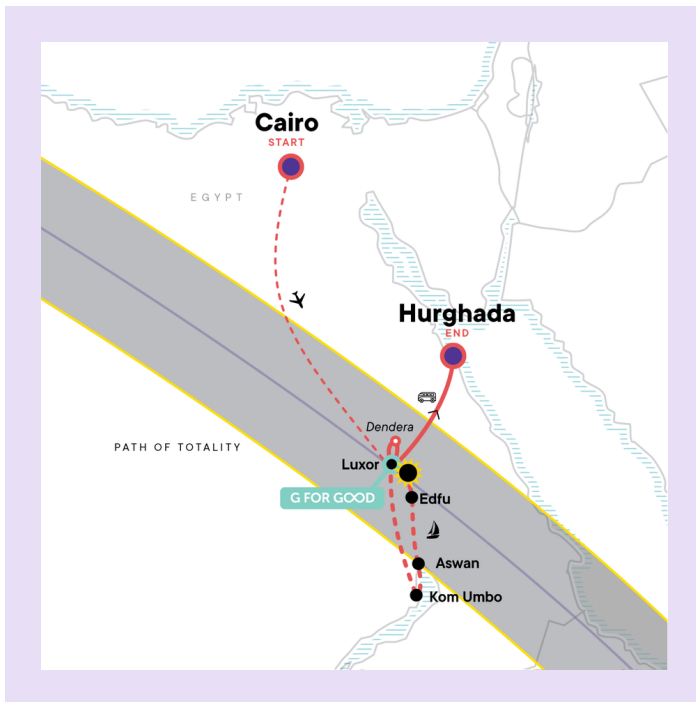 Cairo
START
EGYPT
Hurghada
END
Dendera
PATH OF TOTALITY
Luxor
G FOR GOOD
Edfu
Aswan
Kom Umbo